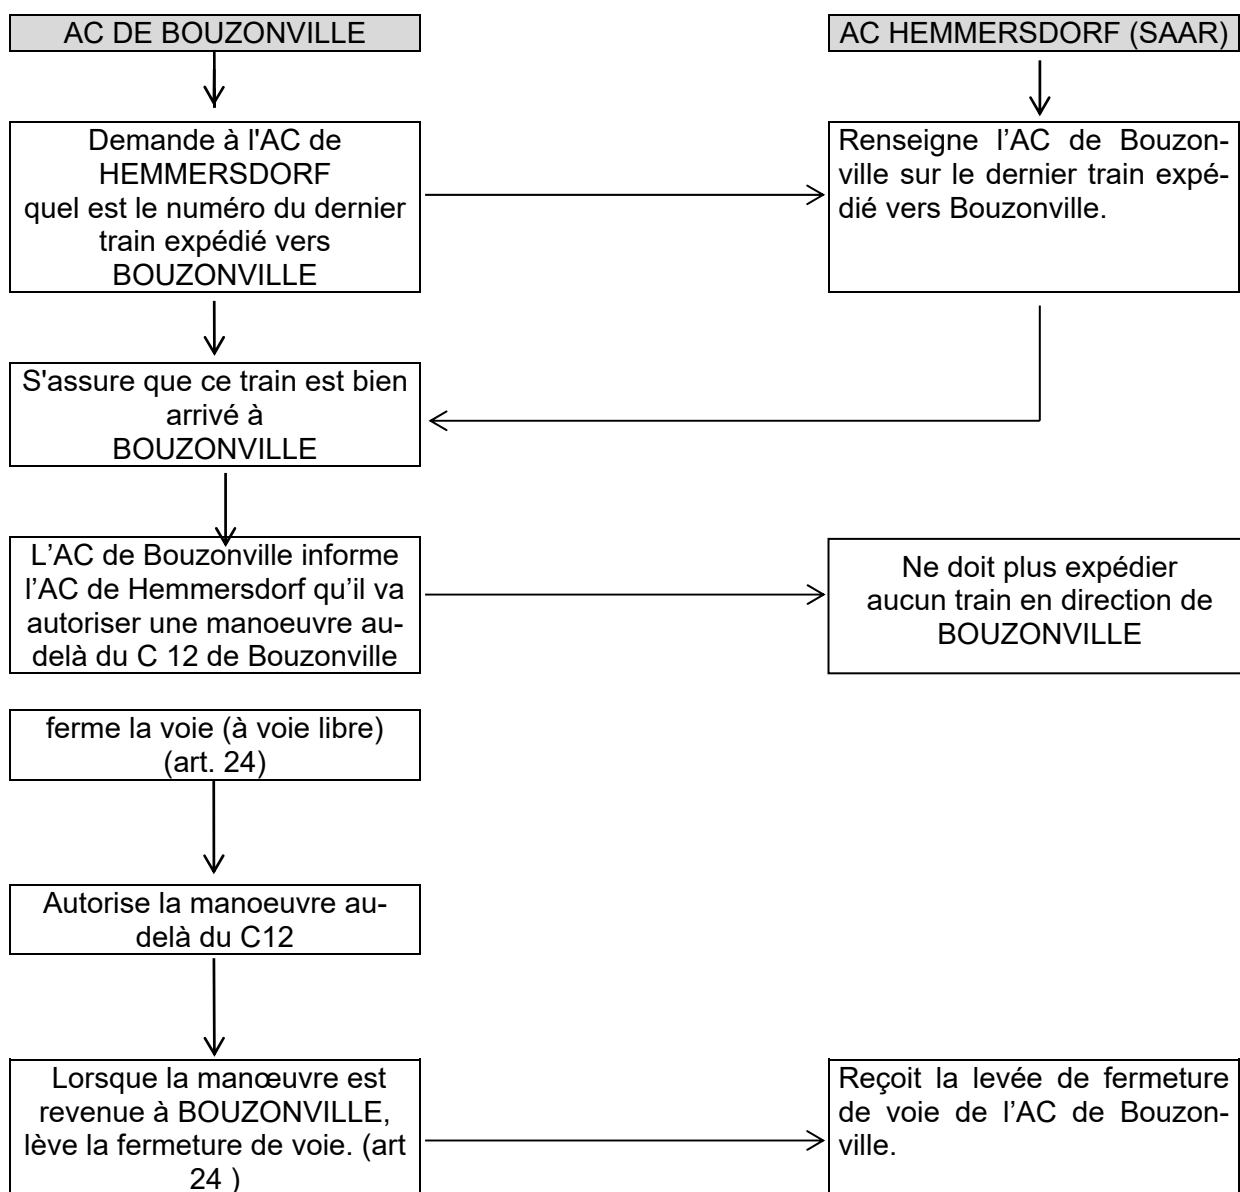 AC DE BOUZONVILLE
AC HEMMERSDORF (SAAR)
Demande à l'AC de
HEMMERSDORF
quel est le numéro du dernier
train expédié vers
BOUZONVILLE
Renseigne l’AC de Bouzon-
ville sur le dernier train expé-
dié vers Bouzonville.
S'assure que ce train est bien
arrivé à
BOUZONVILLE
L’AC de Bouzonville informe
l’AC de Hemmersdorf qu’il va
autoriser une manoeuvre au-
delà du C 12 de Bouzonville
Ne doit plus expédier
aucun train en direction de
BOUZONVILLE
ferme la voie (à voie libre)
(art. 24)
Autorise la manoeuvre au-
delà du C12
Lorsque la manœuvre est
revenue à BOUZONVILLE,
lève la fermeture de voie. (art
24 )
Reçoit la levée de fermeture
de voie de l’AC de Bouzon-
ville.